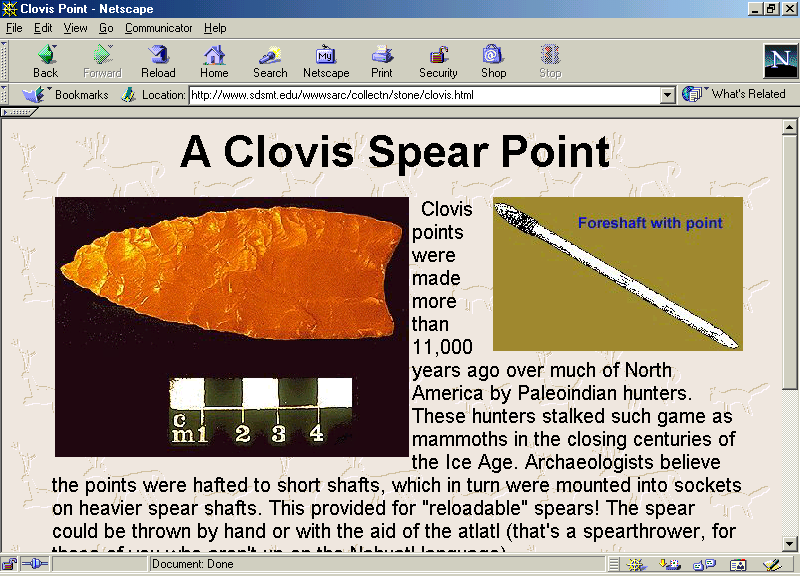 Clovis Point - Netscape
File Edit View Go Communicator Help
My
Back Forward Reload Home Search Netscape Print Security Shop Stop
N
Bookmarks Location: http://www.sdsmt.edu/wwwsarc/collectn/stone/clovis.html What's Related
A Clovis Spear Point
Foreshaft with point
c
m1 2 3 4
Clovis
points
were
made
more
than
11,000
years ago over much of North
America by Paleoindian hunters.
These hunters stalked such game as
mammoths in the closing centuries of
the Ice Age. Archaeologists believe
the points were hafted to short shafts, which in turn were mounted into sockets
on heavier spear shafts. This provided for "reloadable" spears! The spear
could be thrown by hand or with the aid of the atlatl (that's a spearthrower, for
those of you who aren't up on the Nahuatl language)
Document: Done